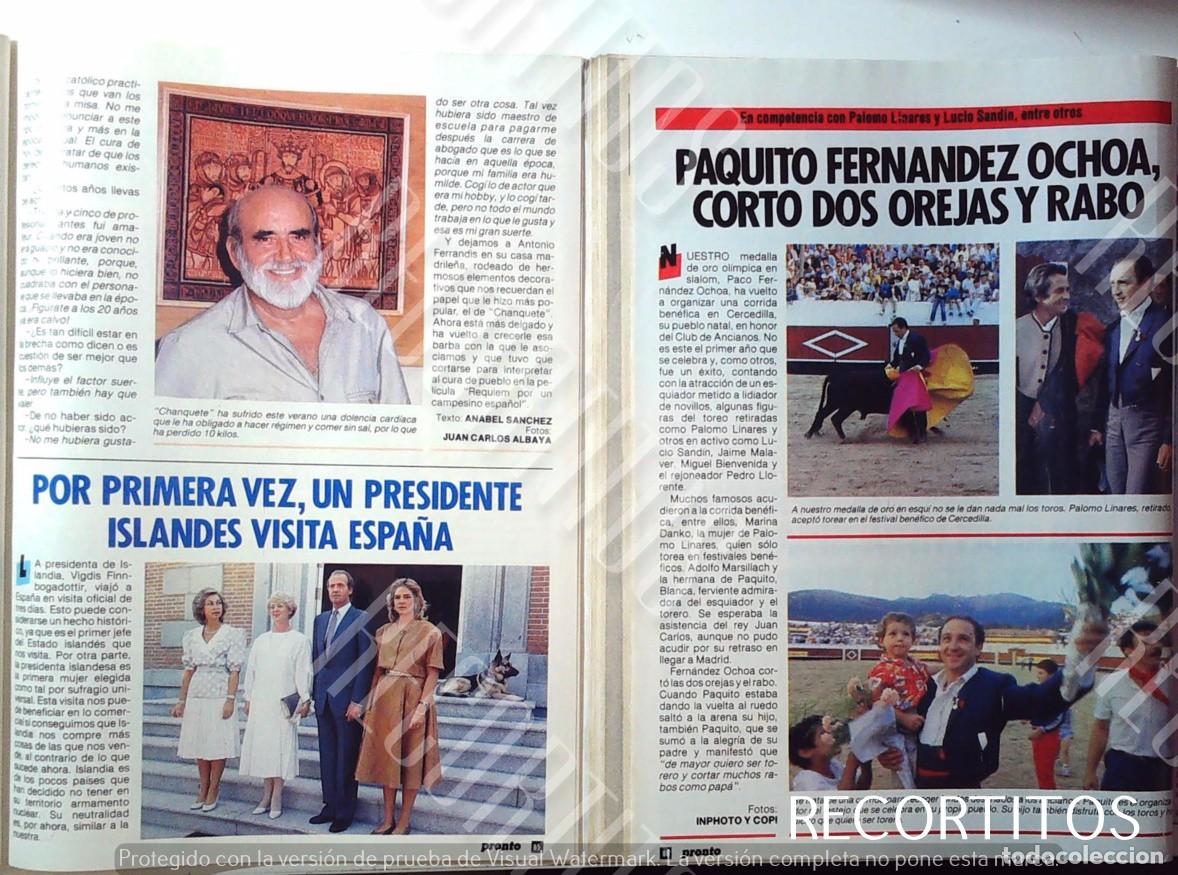 católico practi-
s que van los
a misa. No me
enunciar a este
ra y más en la
al. El cura de
ratar de que los
humanos exis-
ntos años llevas
y cinco de pro-
antes fui ama-
era joven no
y no era conoci-
brillante, porque,
hiciera bien, no
cuadraba con el persona-
que se llevaba en la épo-
Figúrate a los 20 años
calvo!
-¿Es tan difícil estar en
brecha como dicen o es
cuestión de ser mejor que
demás?
-Influye el factor suer-
pero también hay que
-De no haber sido ac-
¿qué hubieras sido?
-No me hubiera gusta-
"Chanquete" ha sufrido este verano una dolencia cardíaca
que le ha obligado a hacer régimen y comer sin sal, por lo que
ha perdido 10 kilos.
do ser otra cosa. Tal vez
hubiera sido maestro de
escuela para pagarme
después la carrera de
abogado que es lo que se
hacía en aquella época,
porque mi familia era hu-
milde. Cogí lo de actor que
era mi hobby, y lo cogí tar-
de, pero no todo el mundo
trabaja en lo que le gusta y
esa es mi gran suerte.
Y dejamos a Antonio
Ferrandis en su casa ma-
drileña, rodeado de her-
mosos elementos decora-
tivos que nos recuerdan el
papel que le hizo más po-
pular, el de "Chanquete".
Ahora está más delgado y
ha vuelto a crecerle esa
barba con la que le aso-
ciamos y que tuvo que
cortarse para interpretar
al cura de pueblo en la pe-
lícula "Requiem por un
campesino español".
Texto: ANABEL SANCHEZ
Fotos:
JUAN CARLOS ALBAYA
POR PRIMERA VEZ, UN PRESIDENTE
ISLANDES VISITA ESPAÑA
LA presidenta de Is-
landia, Vigdis Finn-
bogadottir, viajó a
España en visita oficial de
tres días. Esto puede con-
siderarse un hecho históri-
co, ya que es el primer jefe
del Estado islandés que
nos visita. Por otra parte,
la presidenta islandesa es
la primera mujer elegida
como tal por sufragio uni-
versal. Esta visita nos pue-
de beneficiar en lo comer-
cial si conseguimos que Is-
landia nos compre más
cosas de las que nos ven-
de, al contrario de lo que
sucede ahora. Islandia es
de los pocos países que
han decidido no tener en
su territorio armamento
nuclear. Su neutralidad
es, por ahora, similar a la
nuestra.
pronto
En competencia con Palomo Linares y Lucio Sandín, entre otros
PAQUITO FERNANDEZ OCHOA,
CORTO DOS OREJAS Y RABO
NUESTRO medalla
de oro olímpica en
slalom, Paco Fer-
nández Ochoa, ha vuelto
a organizar una corrida
benéfica en Cercedilla,
su pueblo natal, en honor
del Club de Ancianos. No
es este el primer año que
se celebra y, como otros,
fue un éxito, contando
con la atracción de un es-
quiador metido a lidiador
de novillos, algunas figu-
ras del toreo retiradas
como Palomo Linares y
otros en activo como Lu-
cio Sandín, Jaime Mala-
ver, Miguel Bienvenida y
el rejoneador Pedro Llo-
rente.
Muchos famosos acu-
dieron a la corrida benéfi-
ca, entre ellos, Marina
Danko, la mujer de Palo-
mo Linares, quien sólo
torea en festivales bené-
ficos. Adolfo Marsillach y
la hermana de Paquito,
Blanca, ferviente admira-
dora del esquiador y el
torero. Se esperaba la
asistencia del rey Juan
Carlos, aunque no pudo
acudir por su retraso en
llegar a Madrid.
Fernández Ochoa cor-
tó las dos orejas y el rabo.
Cuando Paquito estaba
dando la vuelta al ruedo
saltó a la arena su hijo,
también Paquito, que se
sumó a la alegría de su
padre y manifestó que
"de mayor quiero ser to-
rero y cortar muchos ra-
bos como papá".
Fotos:
INPHOTO Y COPI
A nuestro medalla de oro en esquí no se le dan nada mal los toros. Palomo Linares, retirado,
aceptó torear en el festival benéfico de Cercedilla.
pronto
RECORTITOS
todocoleccion
Protegido con la versión de prueba de Visual Watermark. La versión completa no pone esta marca.